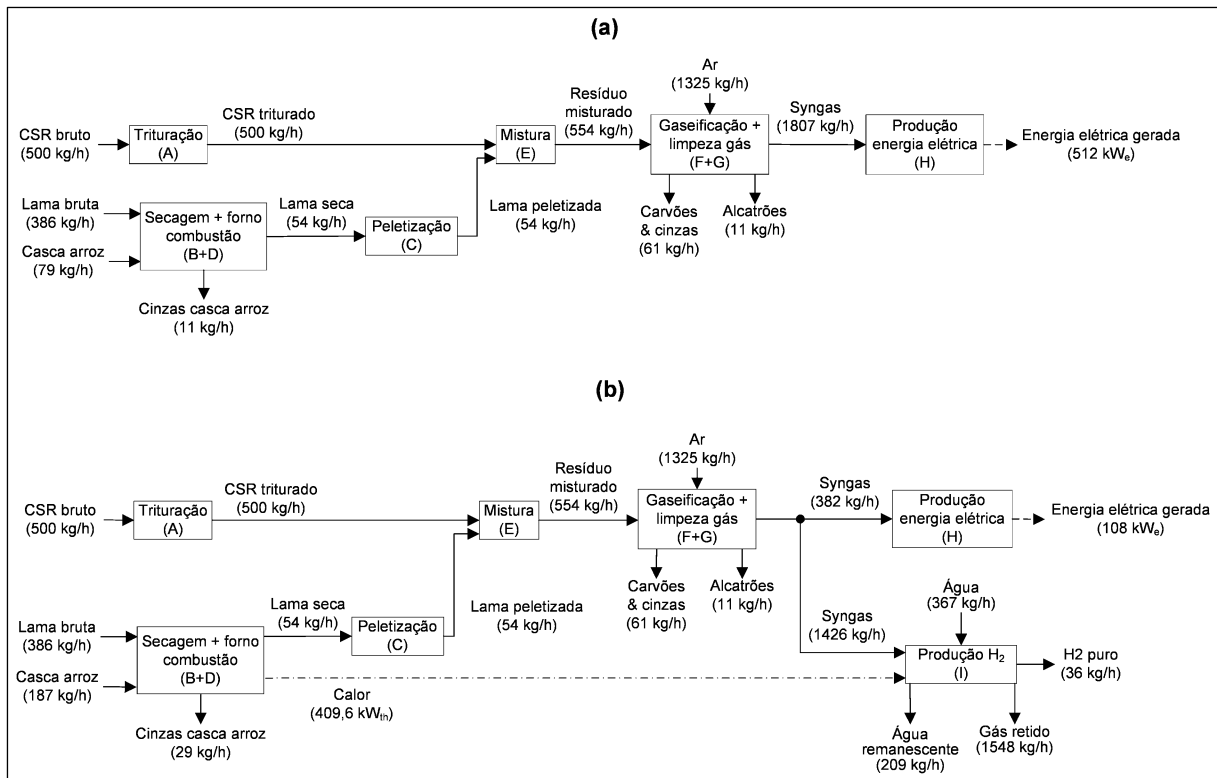 (a)
Ar
(1325 kg/h)
CSR bruto
(500 kg/h)
Trituração
(A)
CSR triturado
(500 kg/h)
Mistura
(E)
Resíduo
misturado
(554 kg/h)
Gaseificação +
limpeza gás
(F+G)
Syngas
(1807 kg/h)
Produção
energia elétrica
(H)
Energia elétrica gerada
(512 kWₑ)
Lama bruta
(386 kg/h)
Casca arroz
(79 kg/h)
Secagem + forno
combustão
(B+D)
Lama seca
(54 kg/h)
Peletização
(C)
Lama peletizada
(54 kg/h)
Carvões
& cinzas
(61 kg/h)
Alcatrões
(11 kg/h)
Cinzas casca arroz
(11 kg/h)
(b)
Ar
(1325 kg/h)
CSR bruto
(500 kg/h)
Trituração
(A)
CSR triturado
(500 kg/h)
Mistura
(E)
Resíduo
misturado
(554 kg/h)
Gaseificação +
limpeza gás
(F+G)
Syngas
(382 kg/h)
Produção
energia elétrica
(H)
Energia elétrica gerada
(108 kWₑ)
Carvões
& cinzas
(61 kg/h)
Alcatrões
(11 kg/h)
Água
(367 kg/h)
Lama bruta
(386 kg/h)
Casca arroz
(187 kg/h)
Secagem + forno
combustão
(B+D)
Lama seca
(54 kg/h)
Peletização
(C)
Lama peletizada
(54 kg/h)
Syngas
(1426 kg/h)
Produção H₂
(I)
H2 puro
(36 kg/h)
Calor
(409,6 kWₜₕ)
Cinzas casca arroz
(29 kg/h)
Água
remanescente
(209 kg/h)
Gás retido
(1548 kg/h)